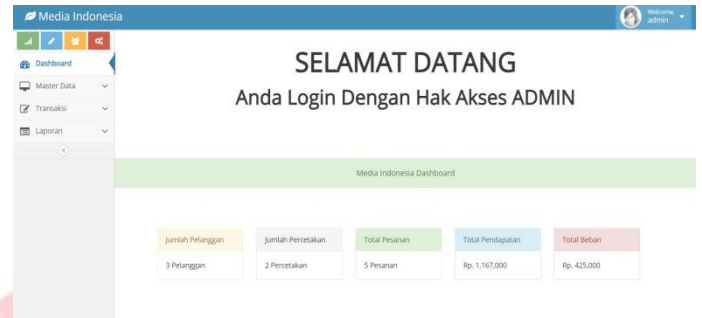 Media Indonesia
Welcome,
admin
Dashboard
Master Data
Transaksi
Laporan
SELAMAT DATANG
Anda Login Dengan Hak Akses ADMIN
Media Indonesia Dashboard
Jumlah Pelanggan
3 Pelanggan
Jumlah Percetakan
2 Percetakan
Total Pesanan
5 Pesanan
Total Pendapatan
Rp. 1,167,000
Total Beban
Rp. 425,000